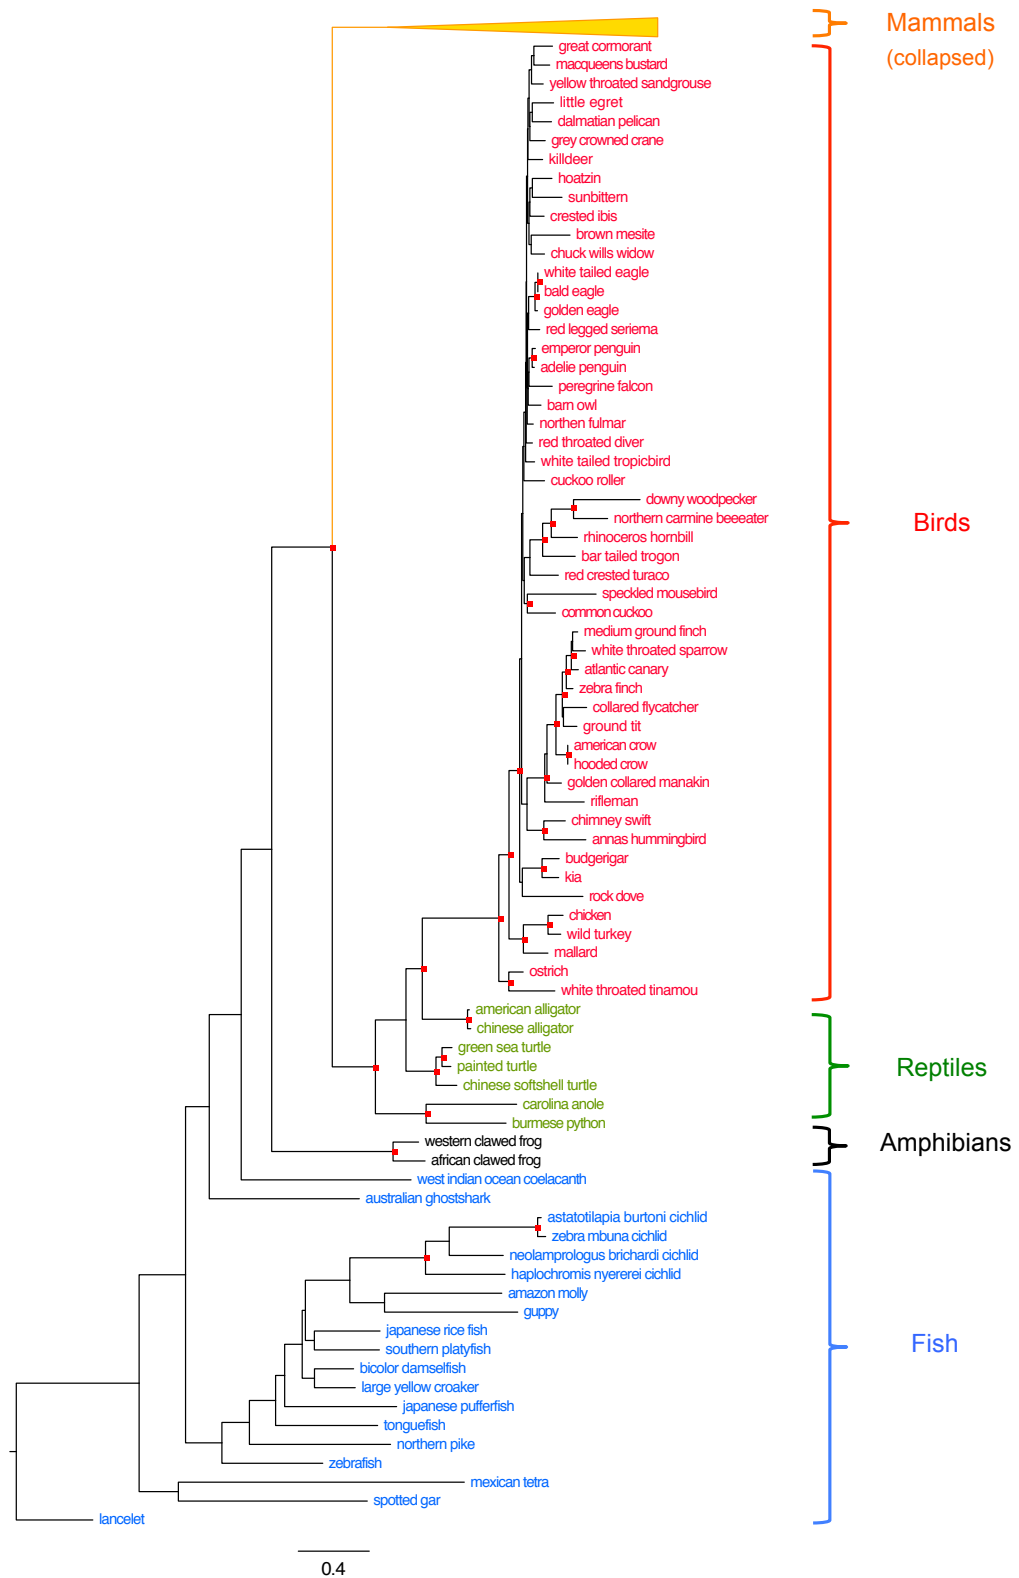 Mammals
(collapsed)
great cormorant
macqueens bustard
yellow throated sandgrouse
little egret
dalmatian pelican
grey crowned crane
killdeer
hoatzin
sunbittern
crested ibis
brown mesite
chuck wills widow
white tailed eagle
bald eagle
golden eagle
red legged seriema
emperor penguin
adelie penguin
peregrine falcon
barn owl
northen fulmar
red throated diver
white tailed tropicbird
cuckoo roller
downy woodpecker
Birds
northern carmine beeeater
rhinoceros hornbill
bar tailed trogon
red crested turaco
speckled mousebird
common cuckoo
medium ground finch
white throated sparrow
atlantic canary
zebra finch
collared flycatcher
ground tit
american crow
hooded crow
golden collared manakin
rifleman
chimney swift
annas hummingbird
budgerigar
kia
rock dove
chicken
wild turkey
mallard
ostrich
white throated tinamou
american alligator
chinese alligator
green sea turtle
painted turtle
Reptiles
chinese softshell turtle
carolina anole
burmese python
western clawed frog
Amphibians
african clawed frog
west indian ocean coelacanth
australian ghostshark
astatotilapia burtoni cichlid
zebra mbuna cichlid
neolamprologus brichardi cichlid
haplochromis nyererei cichlid
amazon molly
guppy
japanese rice fish
Fish
southern platyfish
bicolor damselfish
large yellow croaker
japanese pufferfish
tonguefish
northern pike
zebrafish
mexican tetra
spotted gar
lancelet
0.4